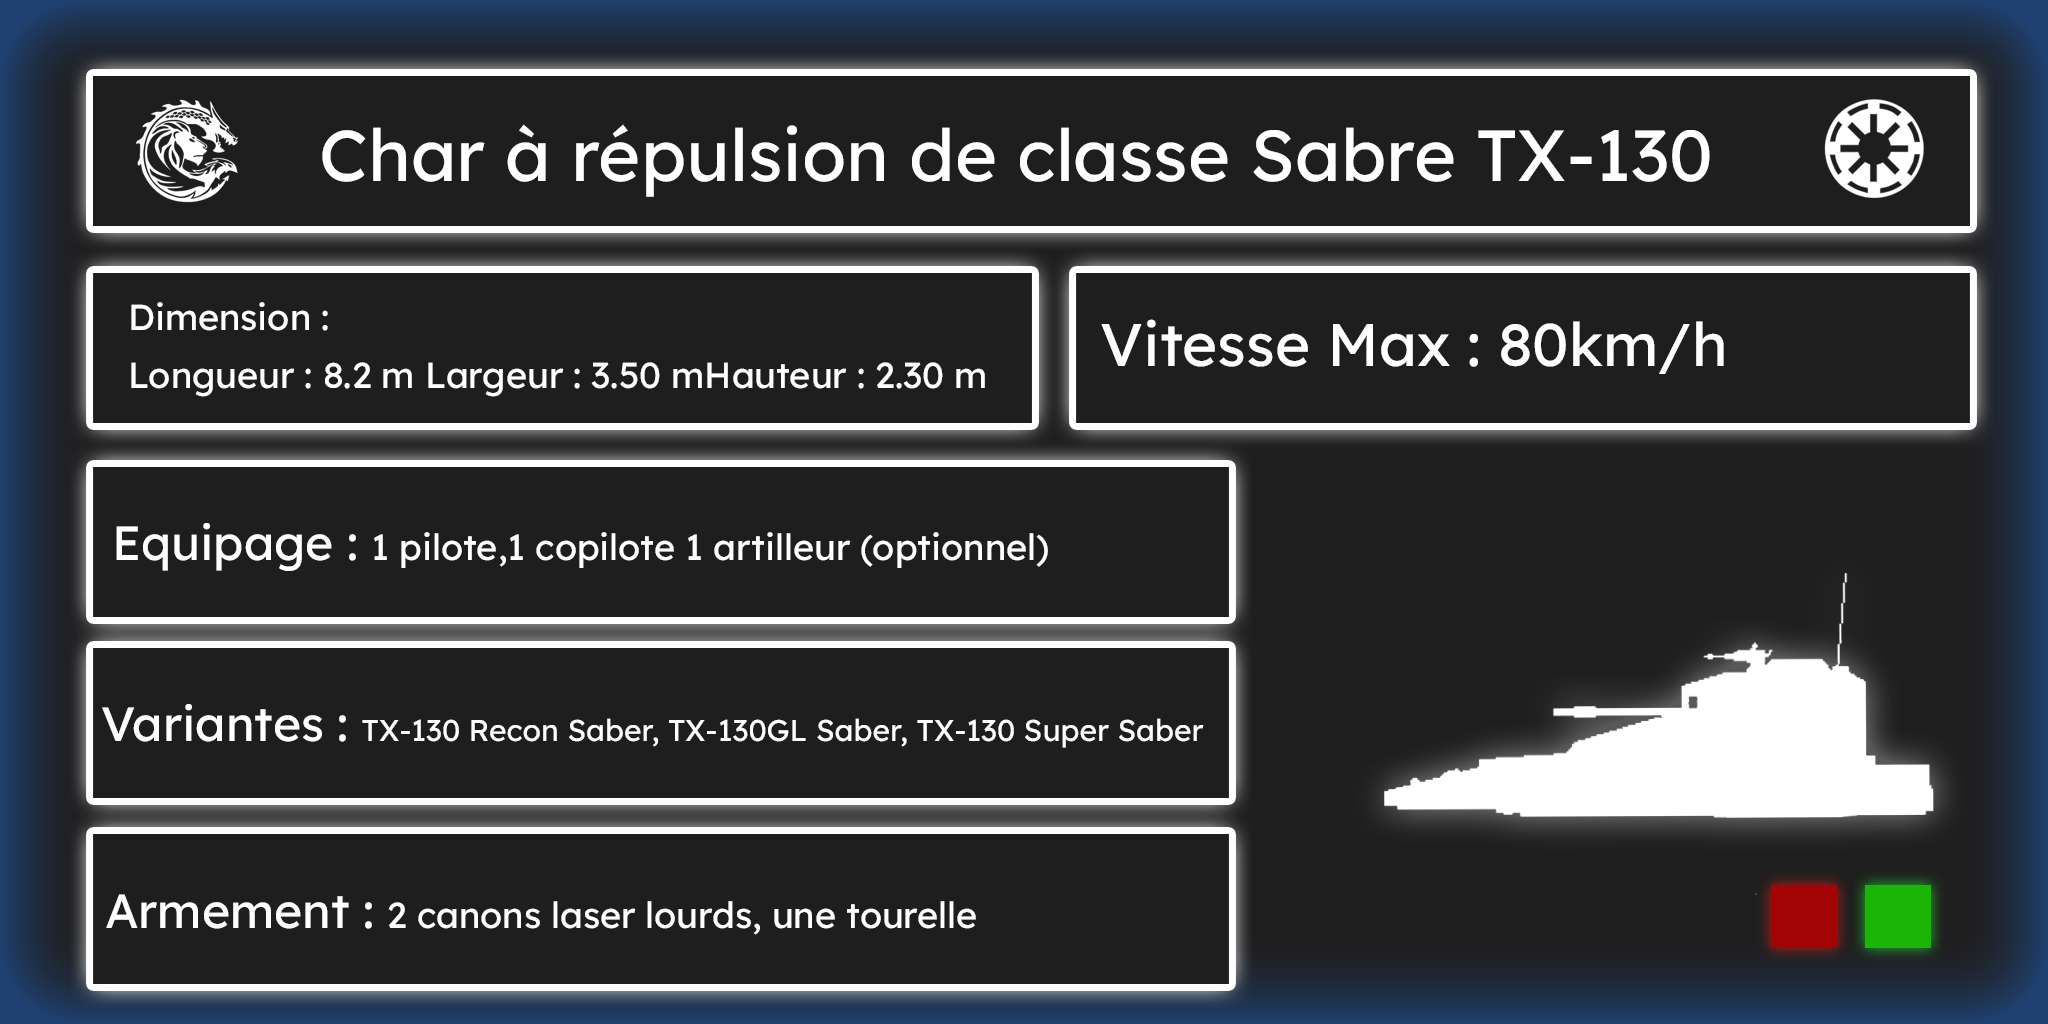 Char à répulsion de classe Sabre TX-130
Dimension :
Longueur : 8.2 m Largeur : 3.50 mHauteur : 2.30 m
Vitesse Max : 80km/h
Equipage : 1 pilote,1 copilote 1 artilleur (optionnel)
Variantes : TX-130 Recon Saber, TX-130GL Saber, TX-130 Super Saber
Armement : 2 canons laser lourds, une tourelle